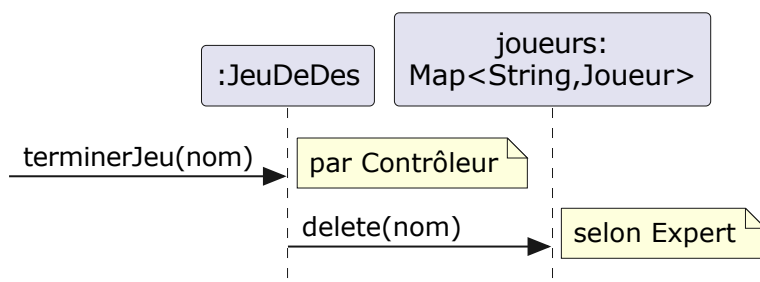 :JeuDeDes
joueurs:
Map<String,Joueur>
terminerJeu(nom)
par Contrôleur
delete(nom)
selon Expert